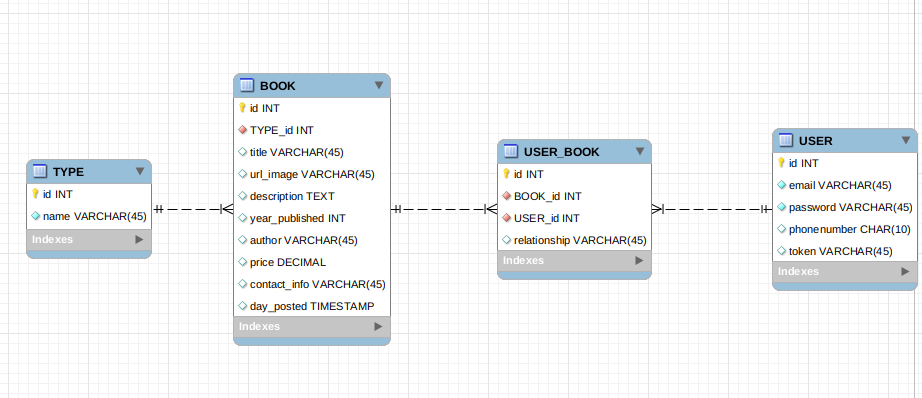 TYPE
id INT
name VARCHAR(45)
Indexes
BOOK
id INT
TYPE_id INT
title VARCHAR(45)
url_image VARCHAR(45)
description TEXT
year_published INT
author VARCHAR(45)
price DECIMAL
contact_info VARCHAR(45)
day_posted TIMESTAMP
Indexes
USER_BOOK
id INT
BOOK_id INT
USER_id INT
relationship VARCHAR(45)
Indexes
USER
id INT
email VARCHAR(45)
password VARCHAR(45)
phonenumber CHAR(10)
token VARCHAR(45)
Indexes